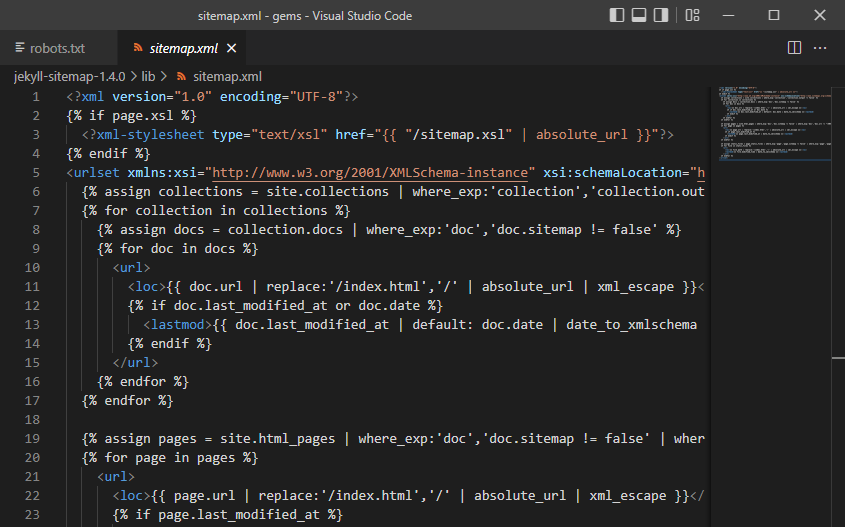 sitemap.xml - gems - Visual Studio Code
robots.txt
sitemap.xml
jekyll-sitemap-1.4.0 > lib > sitemap.xml
1 <?xml version="1.0" encoding="UTF-8"?>
2 {% if page.xsl %}
3 <?xml-stylesheet type="text/xsl" href="{{ "/sitemap.xsl" | absolute_url }}"?>
4 {% endif %}
5 <urlset xmlns:xsi="http://www.w3.org/2001/XMLSchema-instance" xsi:schemaLocation="h
6 {% assign collections = site.collections | where_exp:'collection','collection.out
7 {% for collection in collections %}
8 {% assign docs = collection.docs | where_exp:'doc','doc.sitemap != false' %}
9 {% for doc in docs %}
10 <url>
11 <loc>{{ doc.url | replace:'/index.html','/' | absolute_url | xml_escape }}<
12 {% if doc.last_modified_at or doc.date %}
13 <lastmod>{{ doc.last_modified_at | default: doc.date | date_to_xmlschema
14 {% endif %}
15 </url>
16 {% endfor %}
17 {% endfor %}
18
19 {% assign pages = site.html_pages | where_exp:'doc','doc.sitemap != false' | wher
20 {% for page in pages %}
21 <url>
22 <loc>{{ page.url | replace:'/index.html','/' | absolute_url | xml_escape }}</
23 {% if page.last_modified_at %}